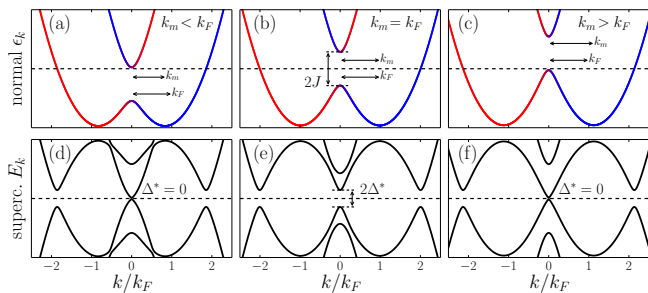 (a) k_m < k_F
(b) k_m = k_F
(c) k_m > k_F
normal ϵ_k
k_m
k_F
2J
k_m
k_F
k_m
k_F
(d) Δ* = 0
(e) 2Δ*
(f) Δ* = 0
superc. E_k
−2 −1 0 1 2
−2 −1 0 1 2
−2 −1 0 1 2
k/k_F
k/k_F
k/k_F